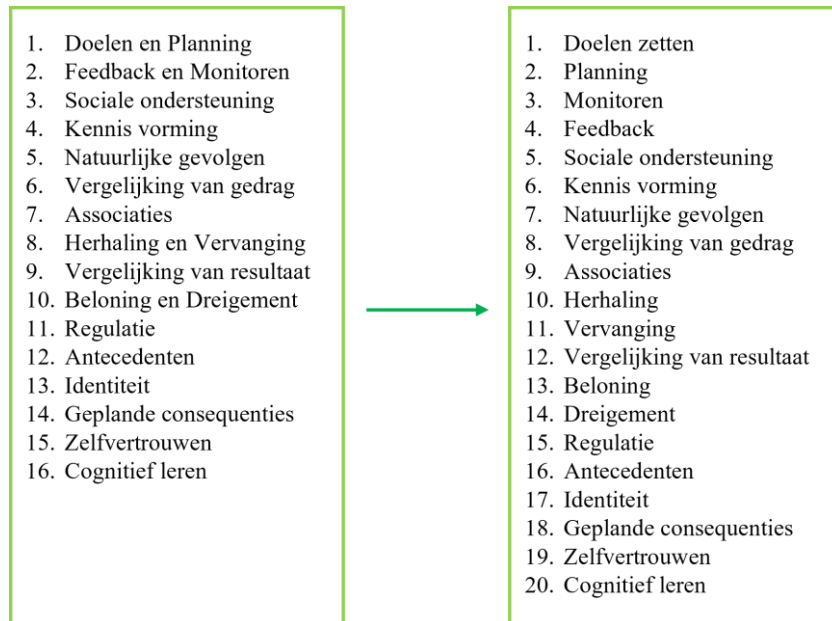 1. Doelen en Planning
2. Feedback en Monitoren
3. Sociale ondersteuning
4. Kennis vorming
5. Natuurlijke gevolgen
6. Vergelijking van gedrag
7. Associaties
8. Herhaling en Vervanging
9. Vergelijking van resultaat
10. Beloning en Dreigement
11. Regulatie
12. Antecedenten
13. Identiteit
14. Geplande consequenties
15. Zelfvertrouwen
16. Cognitief leren
1. Doelen zetten
2. Planning
3. Monitoren
4. Feedback
5. Sociale ondersteuning
6. Kennis vorming
7. Natuurlijke gevolgen
8. Vergelijking van gedrag
9. Associaties
10. Herhaling
11. Vervanging
12. Vergelijking van resultaat
13. Beloning
14. Dreigement
15. Regulatie
16. Antecedenten
17. Identiteit
18. Geplande consequenties
19. Zelfvertrouwen
20. Cognitief leren